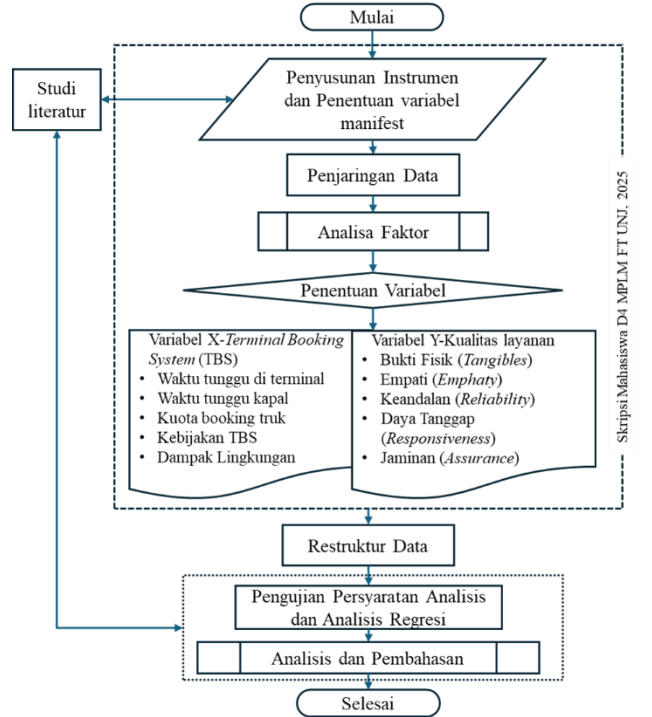 Mulai
Studi
literatur
Penyusunan Instrumen
dan Penentuan variabel
manifest
Penjaringan Data
Analisa Faktor
Penentuan Variabel
Variabel X-Terminal Booking
System (TBS)
• Waktu tunggu di terminal
• Waktu tunggu kapal
• Kuota booking truk
• Kebijakan TBS
• Dampak Lingkungan
Variabel Y-Kualitas layanan
• Bukti Fisik (Tangibles)
• Empati (Emphaty)
• Keandalan (Reliability)
• Daya Tanggap
(Responsiveness)
• Jaminan (Assurance)
Skripsi Mahasiswa D4 MPLM FT UNJ, 2025
Restruktur Data
Pengujian Persyaratan Analisis
dan Analisis Regresi
Analisis dan Pembahasan
Selesai